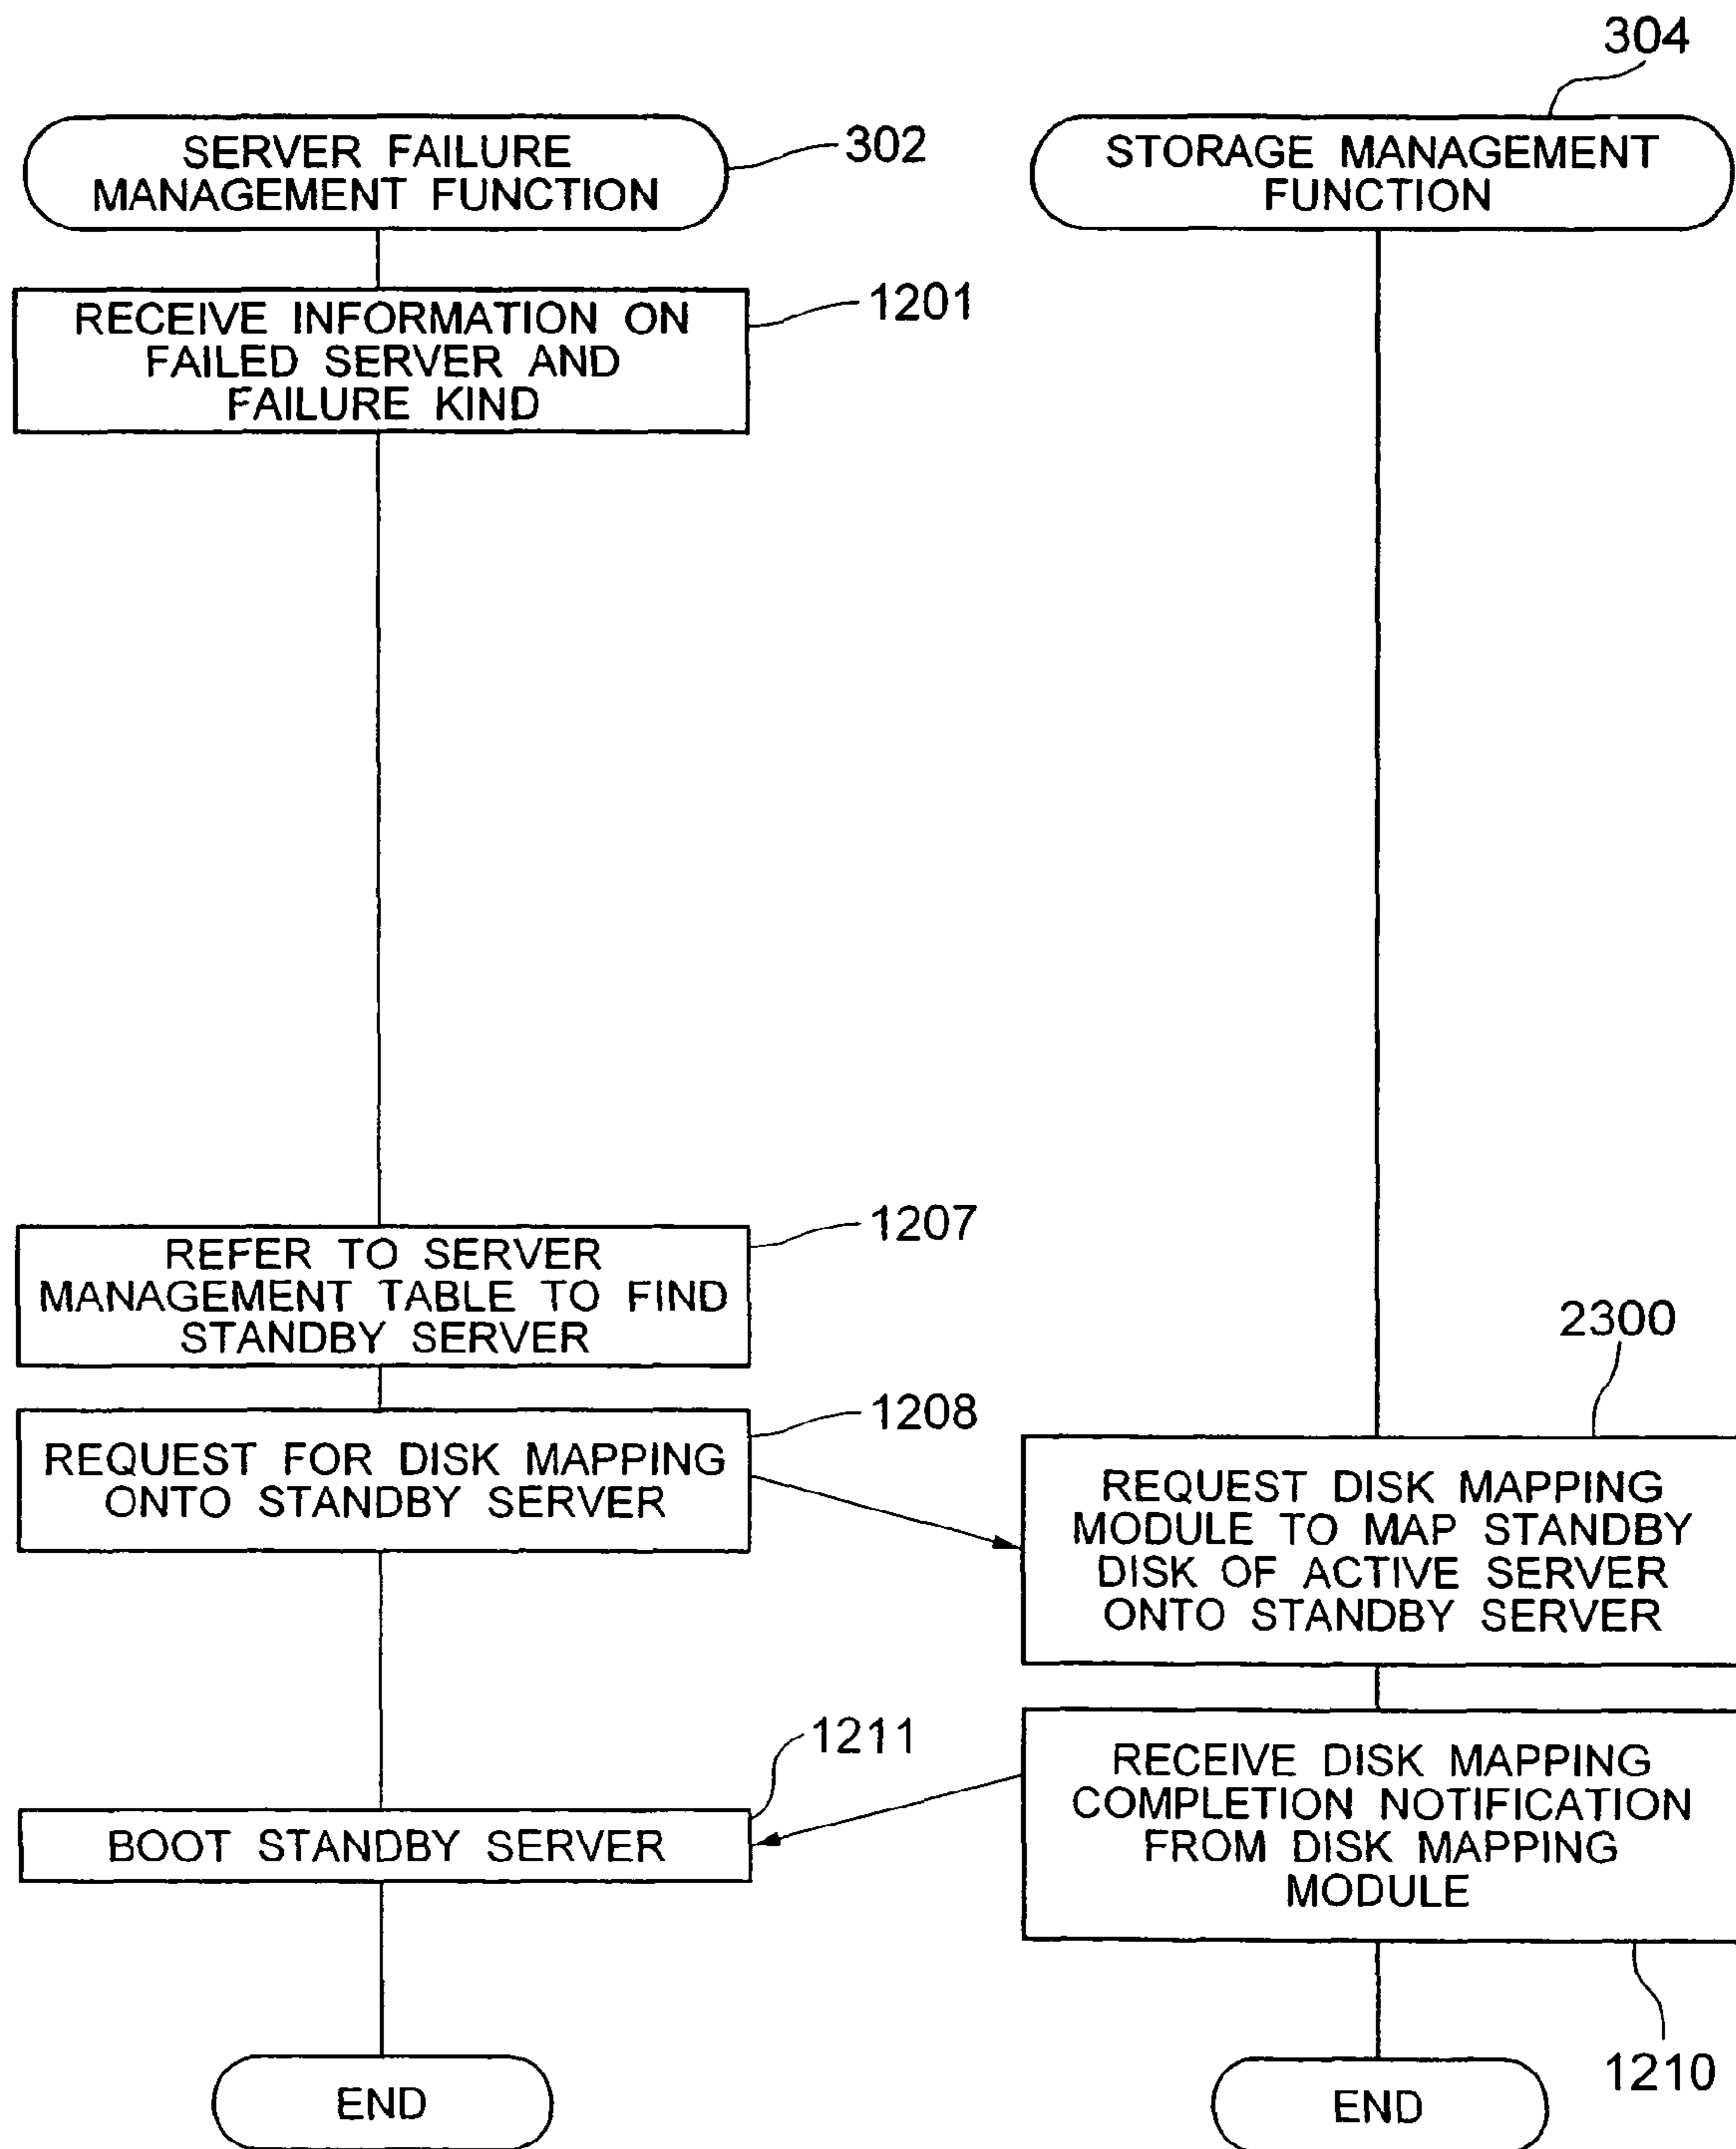 304
SERVER FAILURE
MANAGEMENT FUNCTION
302
STORAGE MANAGEMENT
FUNCTION
RECEIVE INFORMATION ON
FAILED SERVER AND
FAILURE KIND
1201
REFER TO SERVER
MANAGEMENT TABLE TO FIND
STANDBY SERVER
1207
REQUEST FOR DISK MAPPING
ONTO STANDBY SERVER
1208
2300
REQUEST DISK MAPPING
MODULE TO MAP STANDBY
DISK OF ACTIVE SERVER
ONTO STANDBY SERVER
1211
BOOT STANDBY SERVER
RECEIVE DISK MAPPING
COMPLETION NOTIFICATION
FROM DISK MAPPING
MODULE
1210
END
END